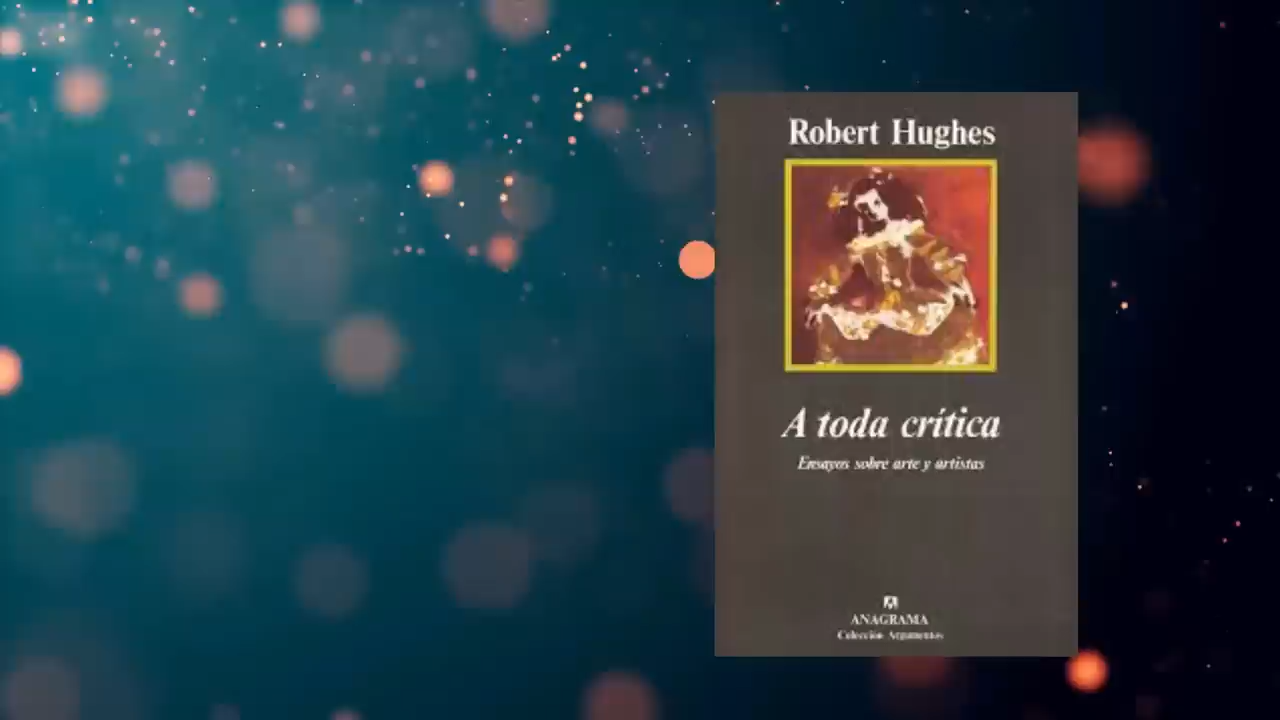 Robert Hughes
A toda crítica
Ensayos sobre arte y artistas
ANAGRAMA
Colección Argumentos